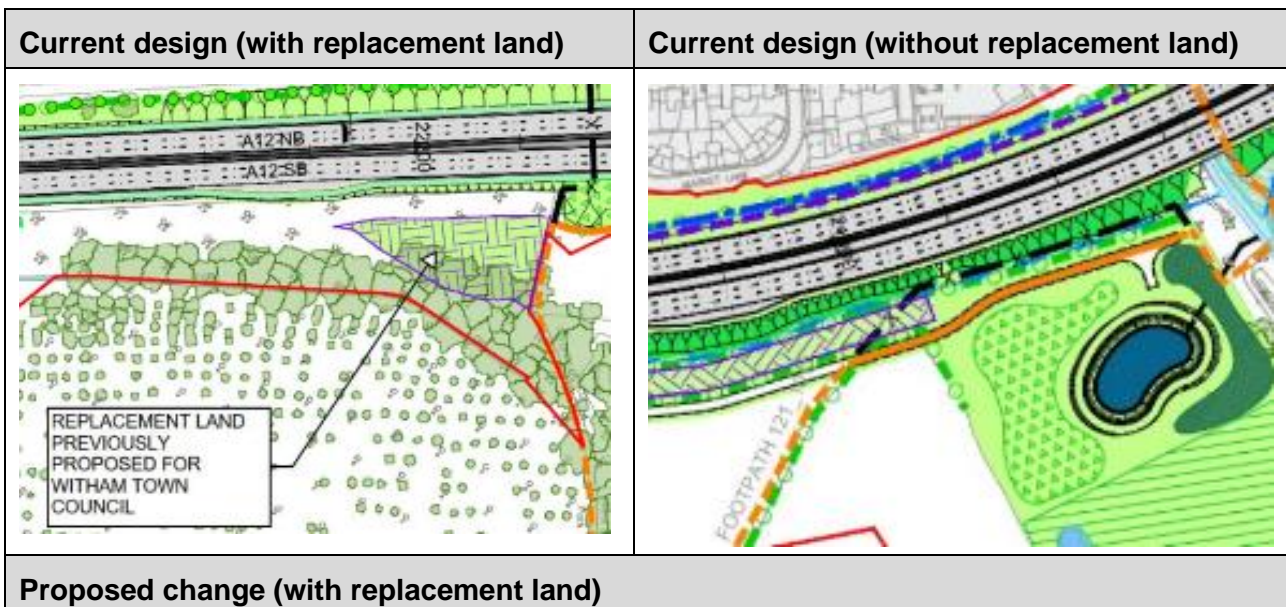 Current design (with replacement land)
Current design (without replacement land)
A12 NB
A12 SB
22800
REPLACEMENT LAND
PREVIOUSLY
PROPOSED FOR
WITHAM TOWN
COUNCIL
FOOTPATH 121
Proposed change (with replacement land)